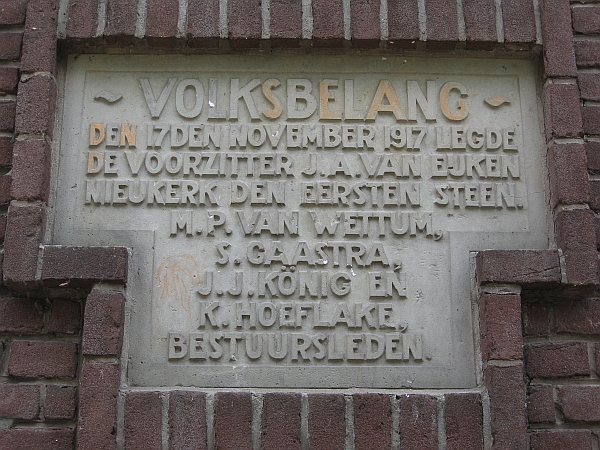 VOLKSBELANG
DEN 17DEN NOVEMBER 1917 LEGDE
DE VOORZITTER J.A. VAN EIJKEN
NIEUKERK DEN EERSTEN STEEN.
M.P. VAN WETTUM,
S. GAASTRA,
J.J. KÖNIG EN
K. HOEFLAKE,
BESTUURSLEDEN.